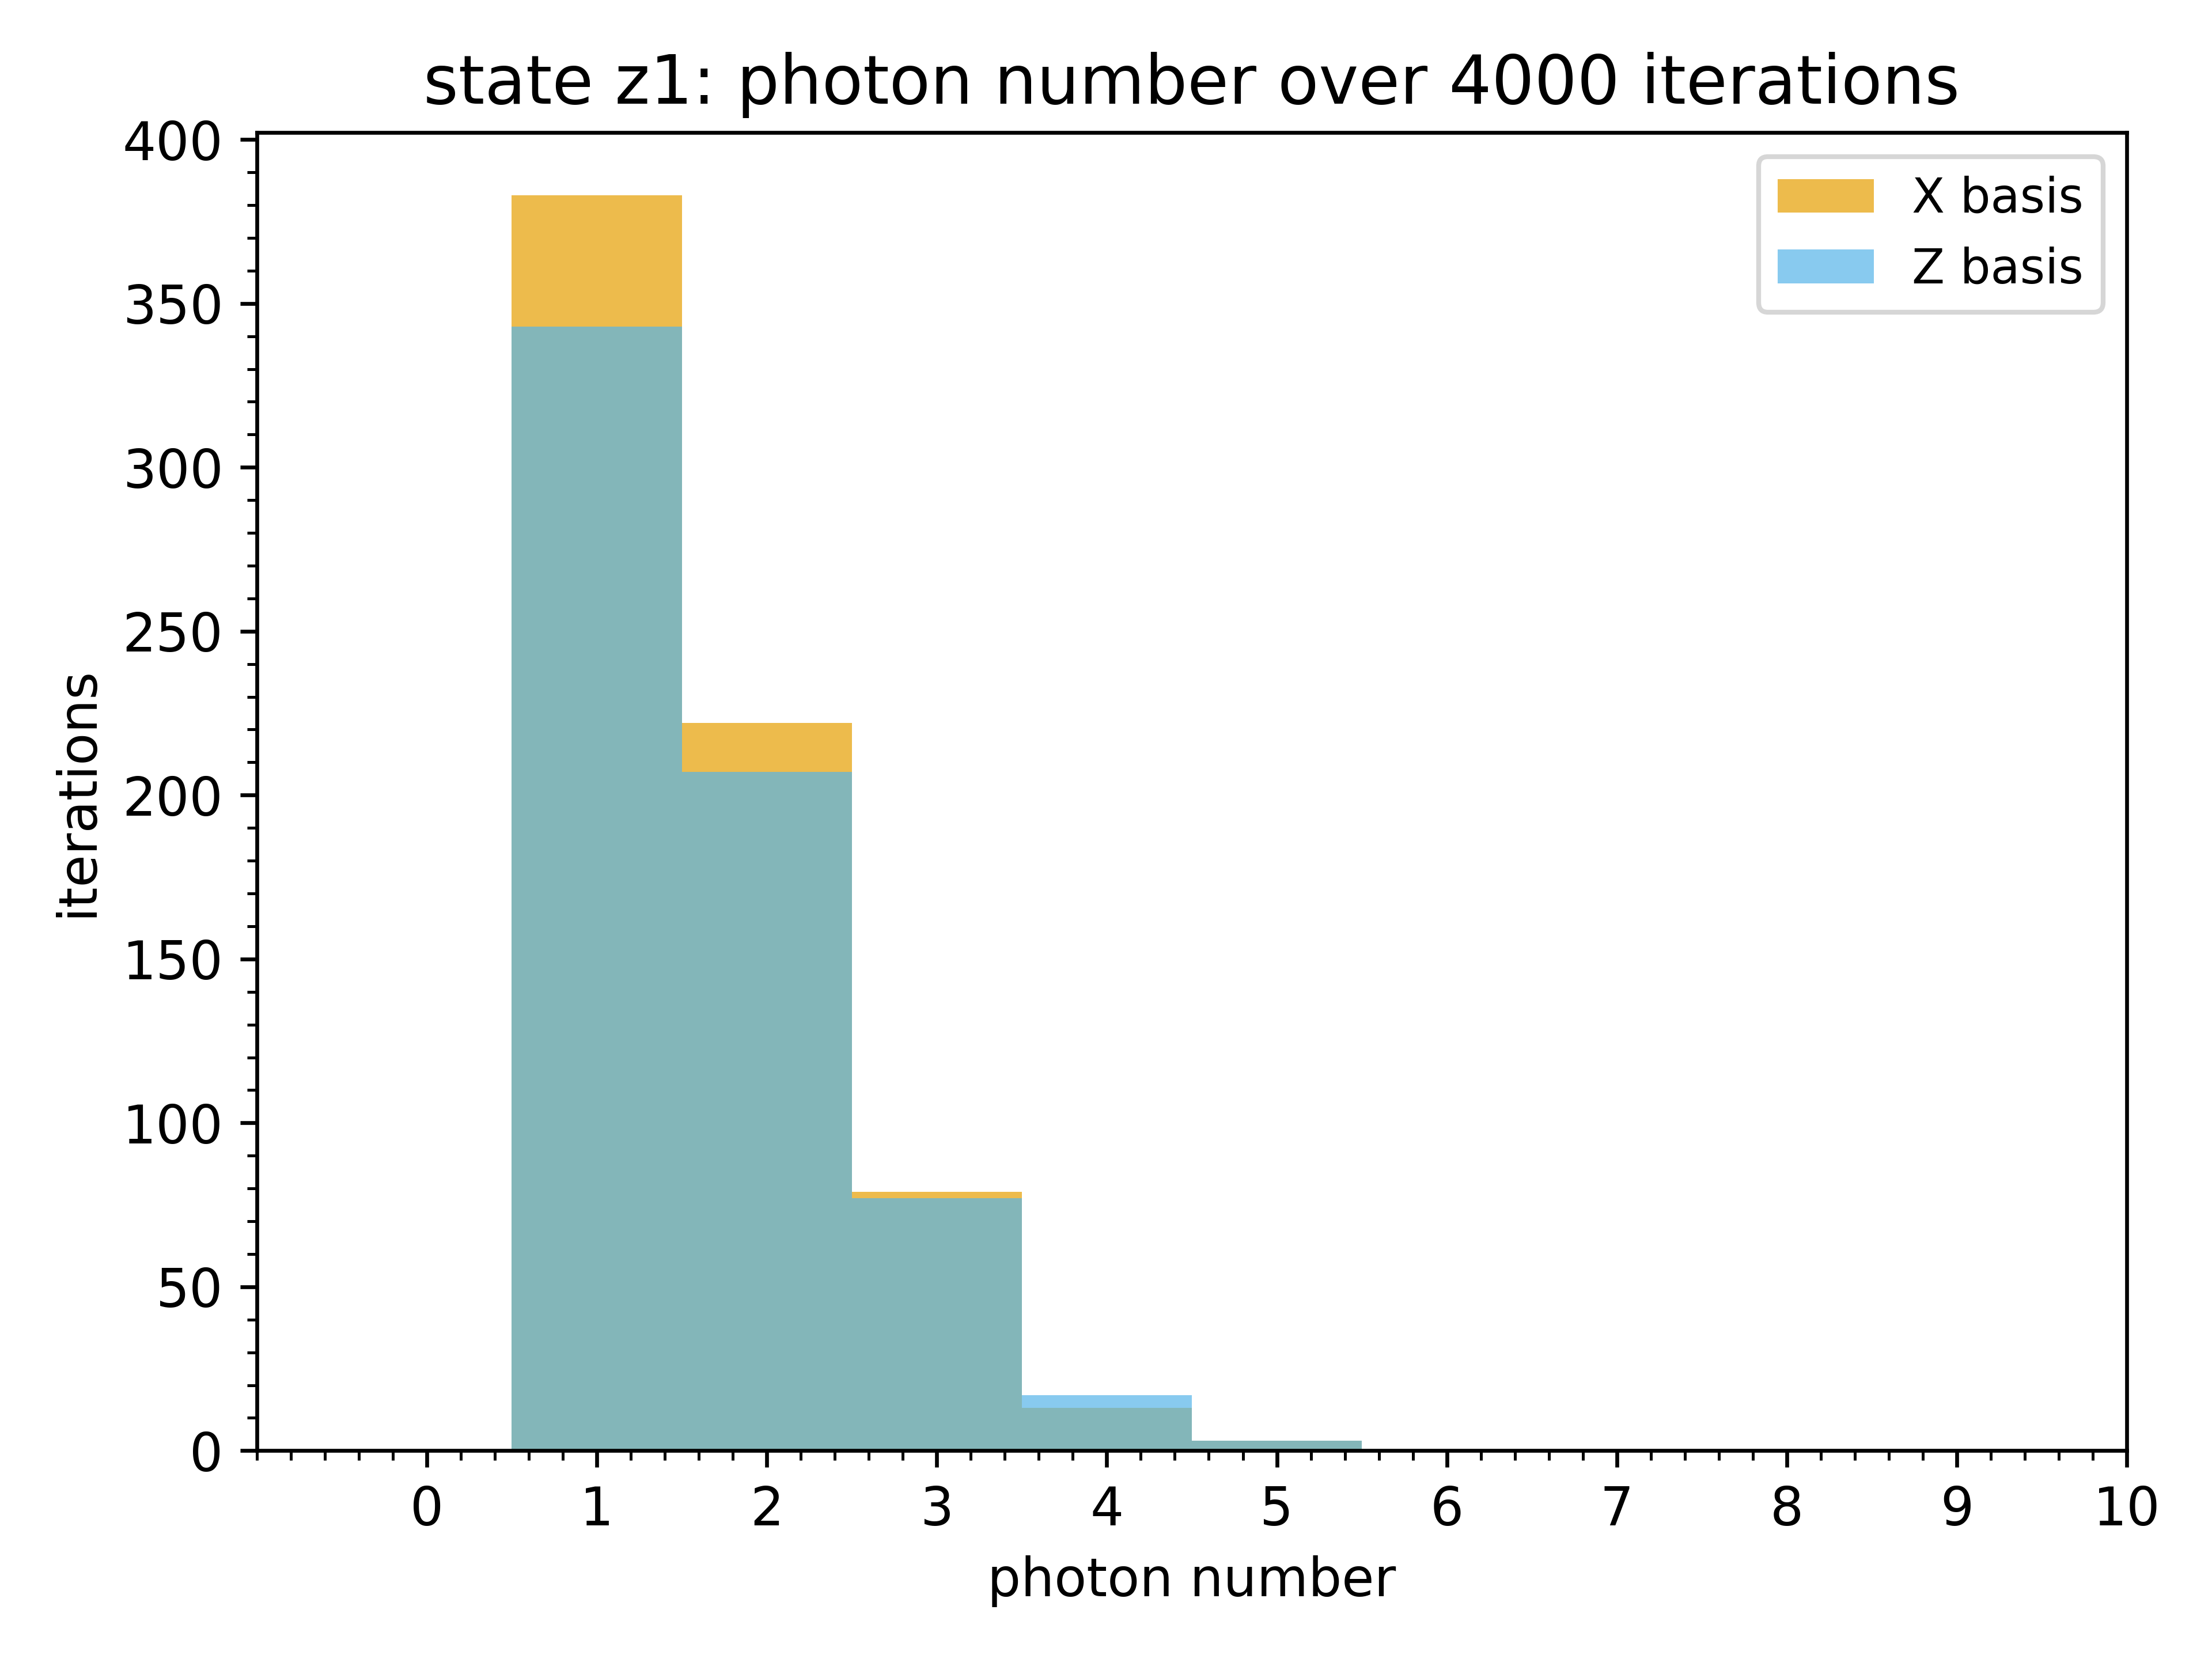 state z1: photon number over 4000 iterations
400
350
300
250
200
150
100
50
0
iterations
X basis
Z basis
0 1 2 3 4 5 6 7 8 9 10
photon number